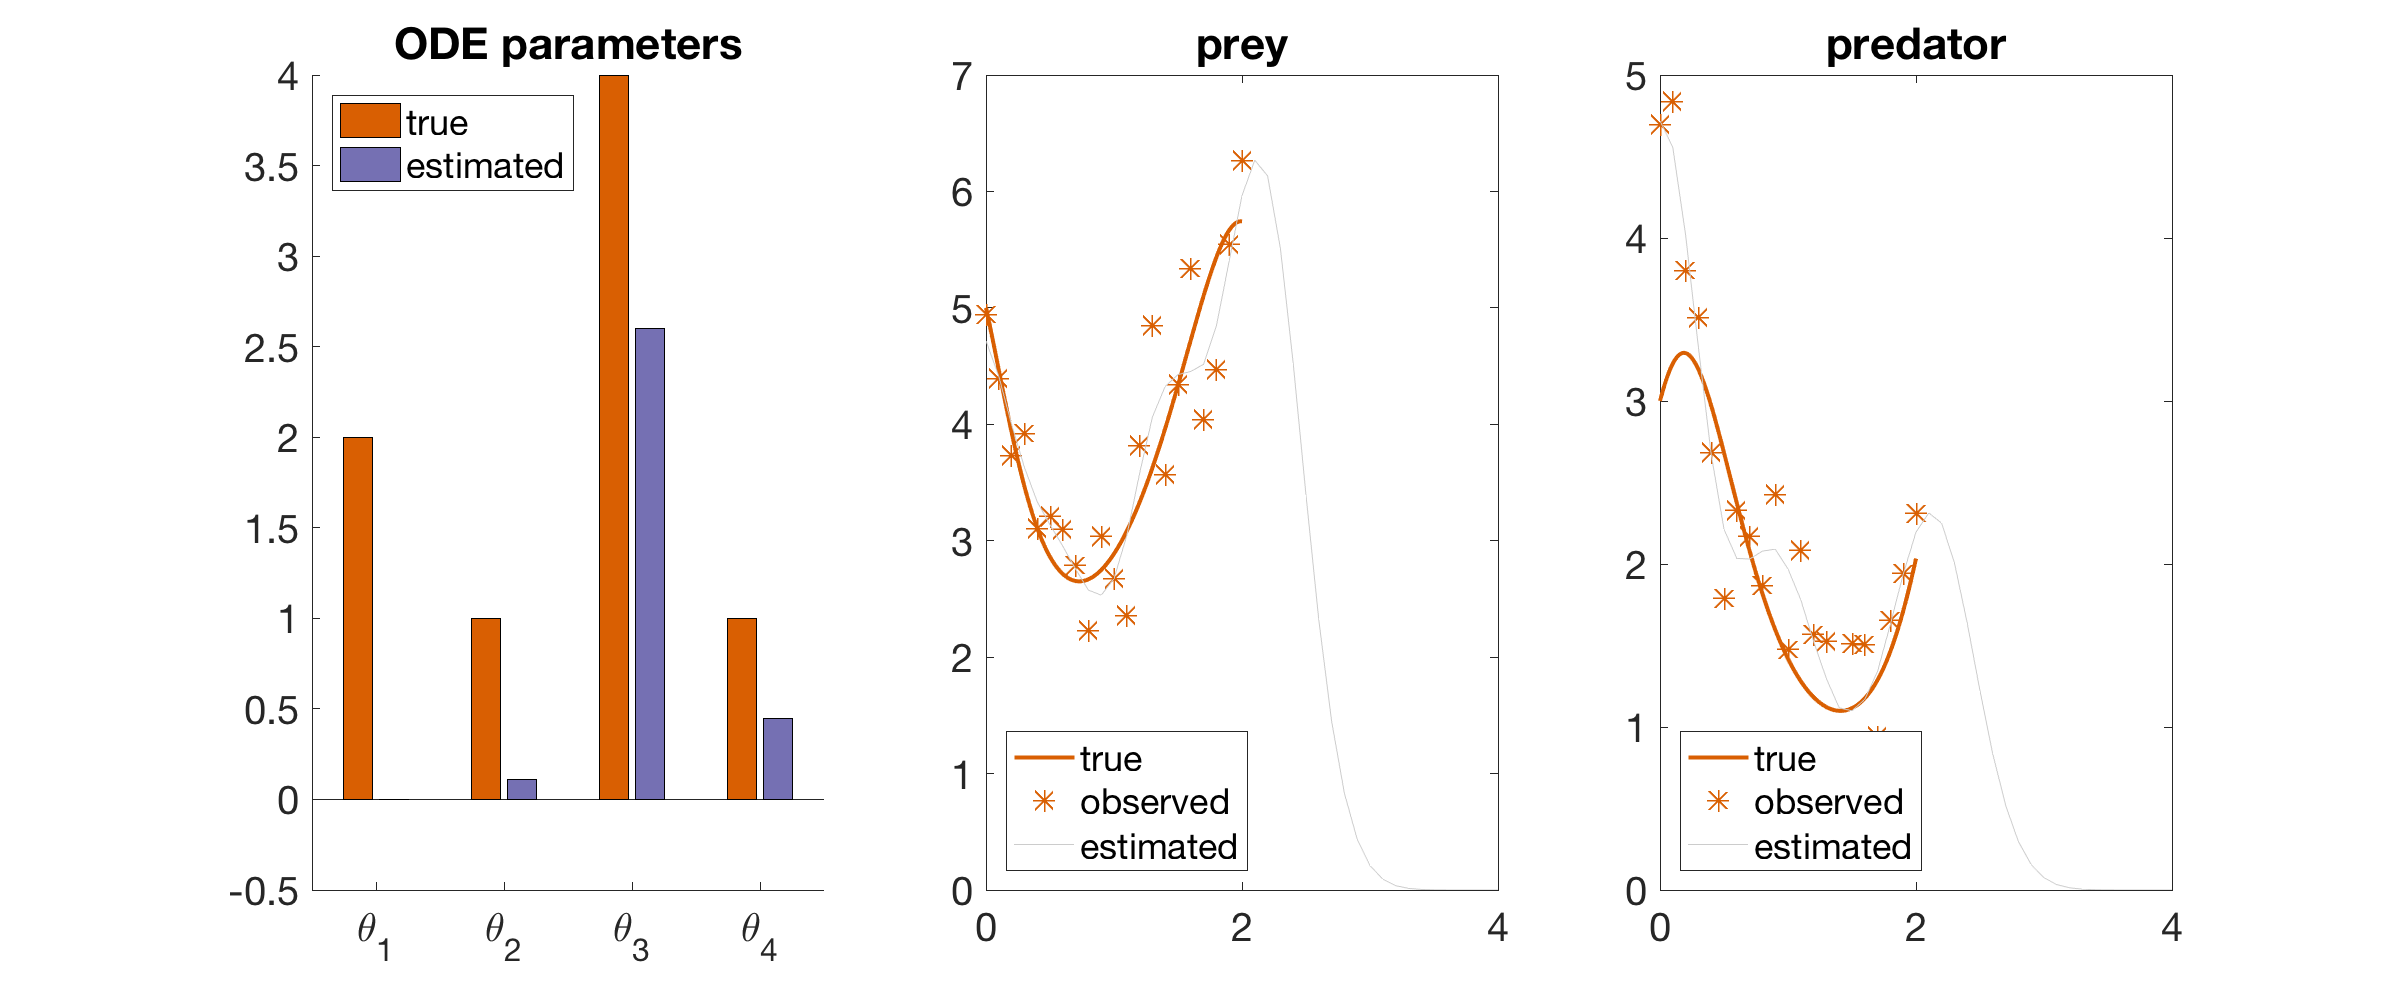 ODE parameters
4
3.5
3
2.5
2
1.5
1
0.5
0
-0.5
true
estimated
θ1
θ2
θ3
θ4
prey
7
6
5
4
3
2
1
0
true
observed
estimated
0
2
4
predator
5
4
3
2
1
0
true
observed
estimated
0
2
4